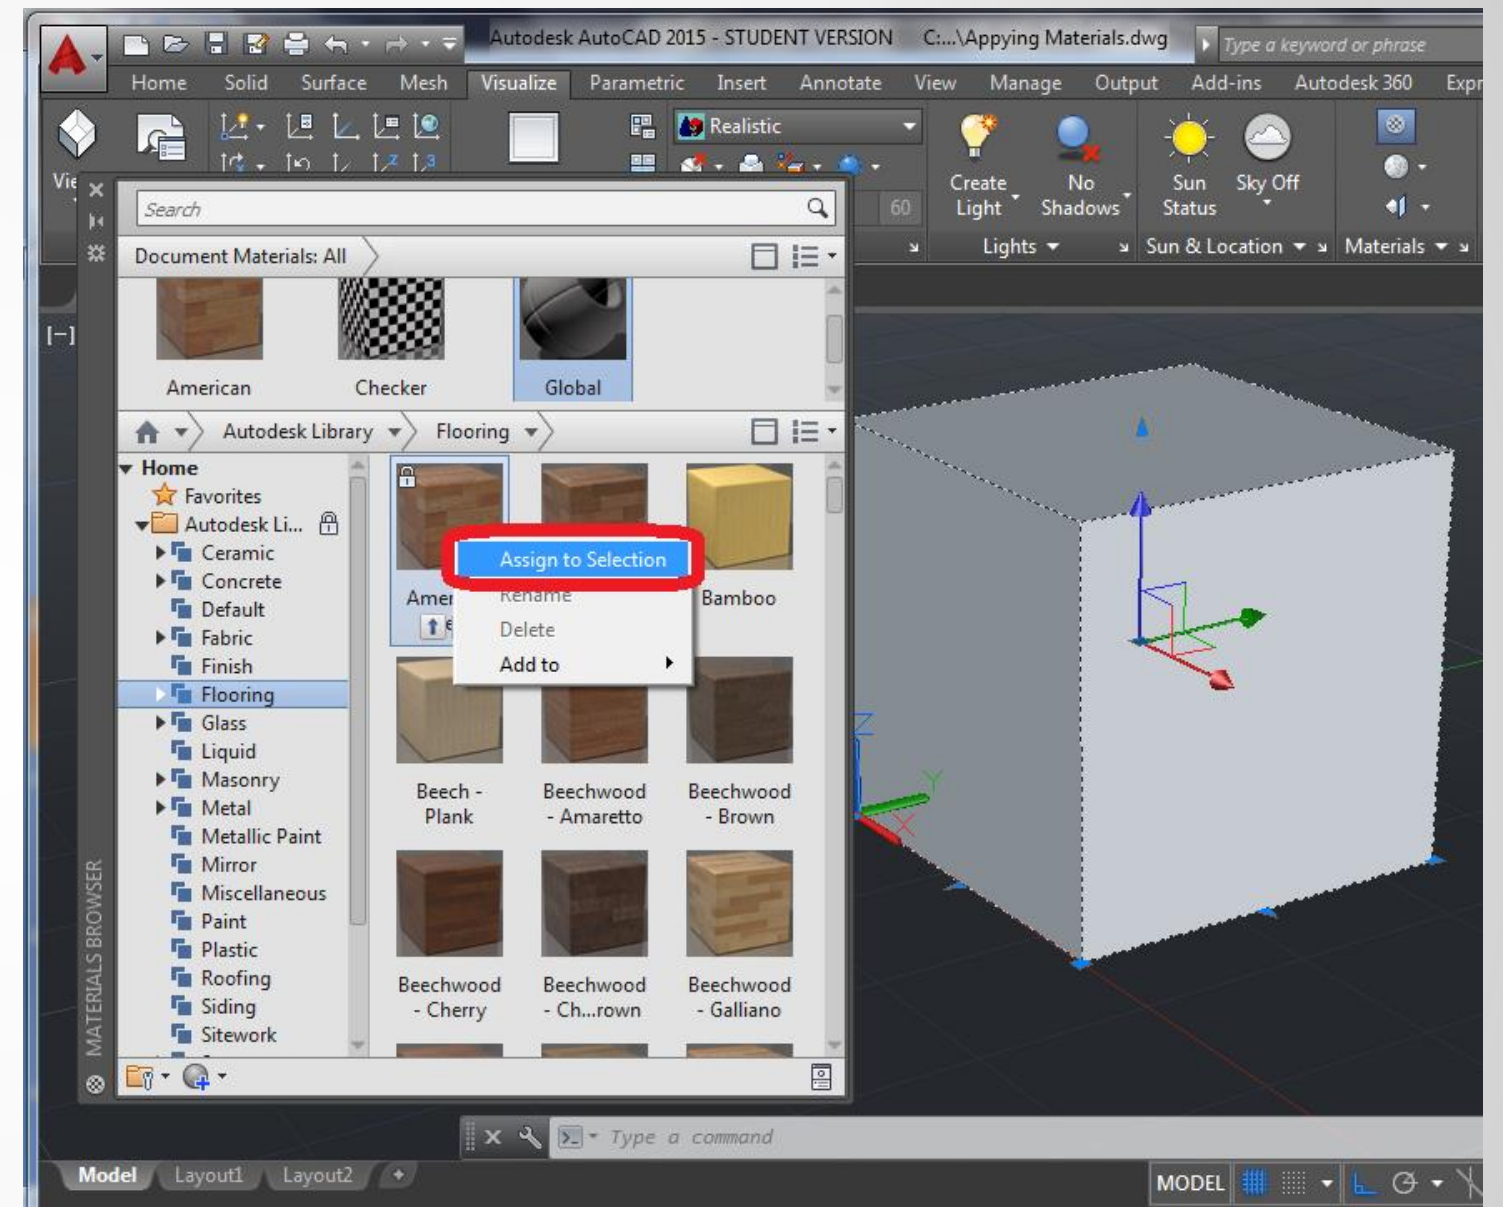 Autodesk AutoCAD 2015 - STUDENT VERSION C:...\Appying Materials.dwg Type a keyword or phrase
Home Solid Surface Mesh Visualize Parametric Insert Annotate View Manage Output Add-ins Autodesk 360 Expr
Realistic
Vie
60
Create Light
No Shadows
Sun Status
Sky Off
Lights
Sun & Location
Materials
Search
Document Materials: All
American Checker Global
Autodesk Library Flooring
Home
Favorites
Autodesk Li...
Ceramic
Concrete
Default
Fabric
Finish
Flooring
Glass
Liquid
Masonry
Metal
Metallic Paint
Mirror
Miscellaneous
Paint
Plastic
Roofing
Siding
Sitework
Amer
Bamboo
Assign to Selection
Rename
Delete
Add to
Beech -
Plank
Beechwood
- Amaretto
Beechwood
- Brown
Beechwood
- Cherry
Beechwood
- Ch...rown
Beechwood
- Galliano
MATERIALS BROWSER
[−]
Z
Y
X
Type a command
Model Layout1 Layout2 +
MODEL